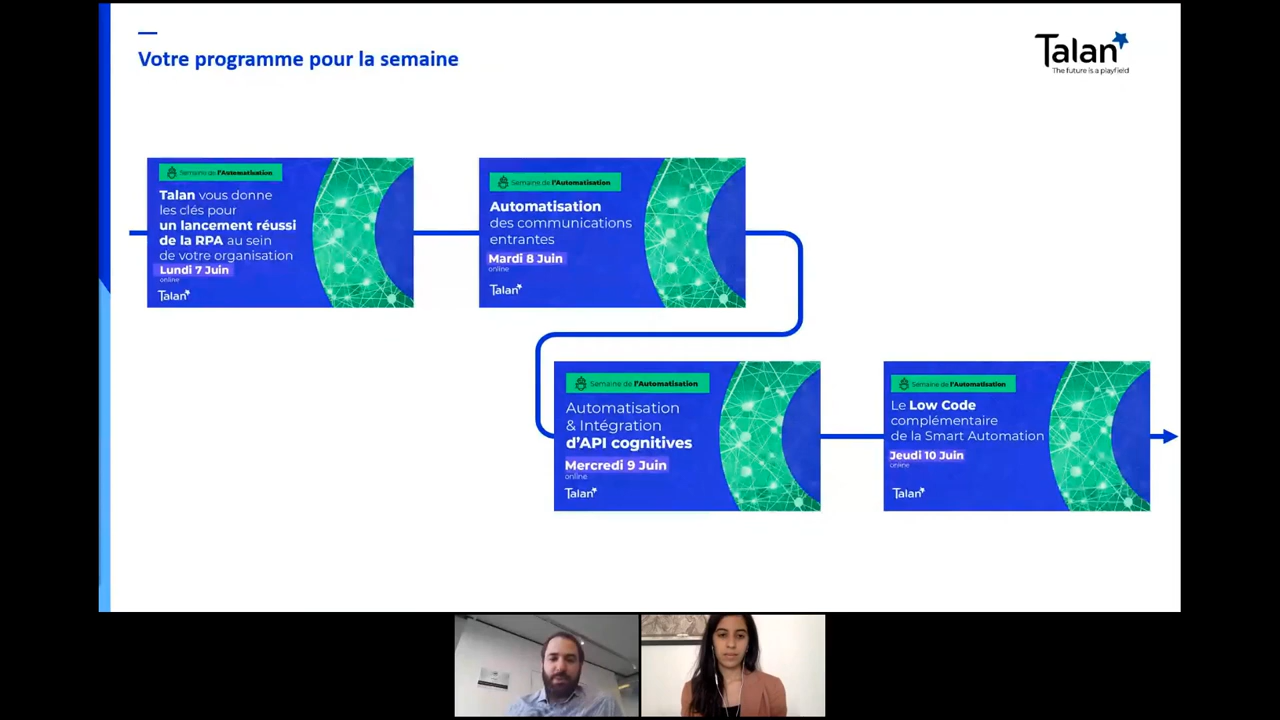 Votre programme pour la semaine
Talan
The future is a playfield
Semaine de l'Automatisation
Talan vous donne
les clés pour
un lancement réussi
de la RPA au sein
de votre organisation
Lundi 7 Juin
online
Talan
Semaine de l'Automatisation
Automatisation
des communications
entrantes
Mardi 8 Juin
online
Talan
Semaine de l'Automatisation
Automatisation
& Intégration
d'API cognitives
Mercredi 9 Juin
online
Talan
Semaine de l'Automatisation
Le Low Code
complémentaire
de la Smart Automation
Jeudi 10 Juin
online
Talan